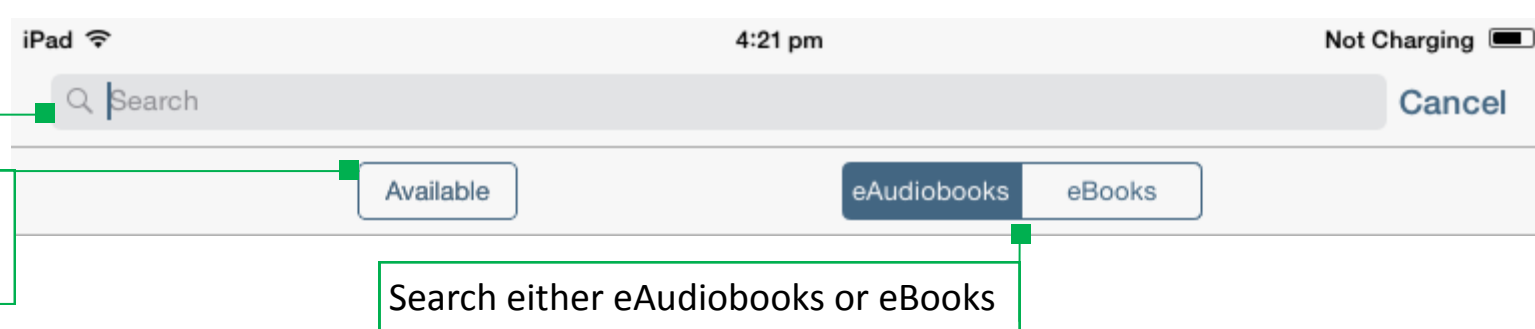 iPad 4:21 pm Not Charging
Search Cancel
Available eAudiobooks eBooks
Search either eAudiobooks or eBooks